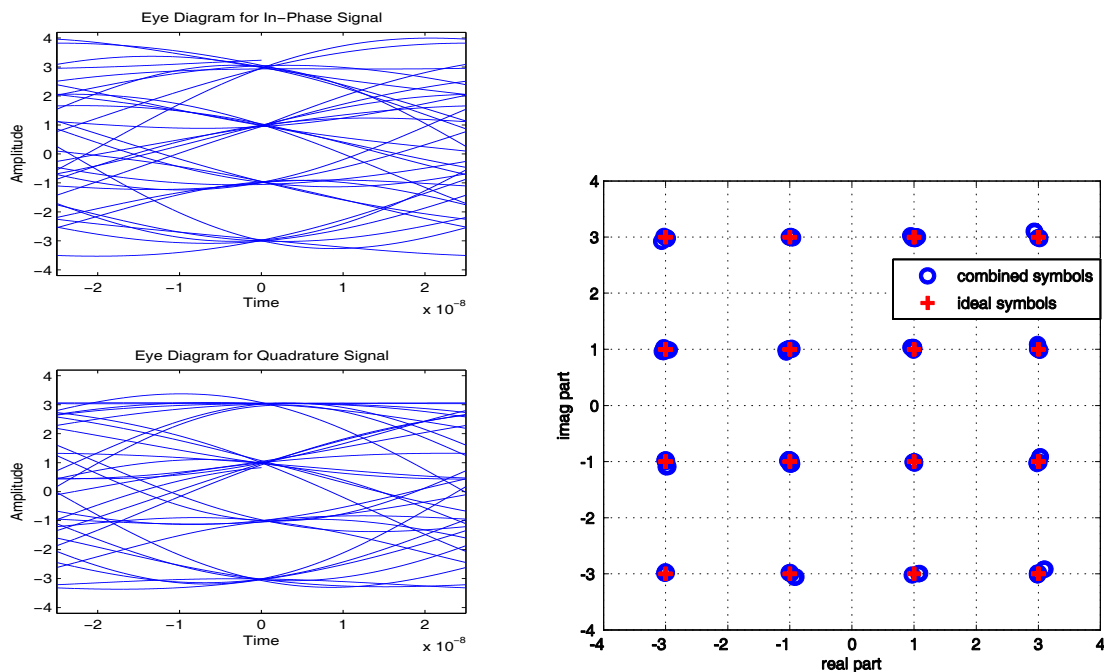 Eye Diagram for In-Phase Signal
4
3
2
1
0
−1
−2
−3
−4
Amplitude
−2 −1 0 1 2
Time
x 10⁻⁸
Eye Diagram for Quadrature Signal
4
3
2
1
0
−1
−2
−3
−4
Amplitude
−2 −1 0 1 2
Time
x 10⁻⁸
4
3
2
1
0
-1
-2
-3
-4
imag part
combined symbols
ideal symbols
-4 -3 -2 -1 0 1 2 3 4
real part